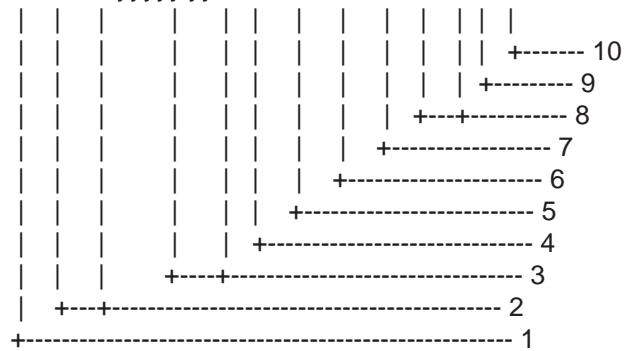 | | | | | | | | | | | | |
| | | | | | | | | | | | +------- 10
| | | | | | | | | | | +--------- 9
| | | | | | | | | +---+----------- 8
| | | | | | | | +----------------- 7
| | | | | | | +--------------------- 6
| | | | | | +------------------------ 5
| | | | | +---------------------------- 4
| | | +----+------------------------------- 3
| +---+------------------------------------------ 2
+---------------------------------------------------- 1